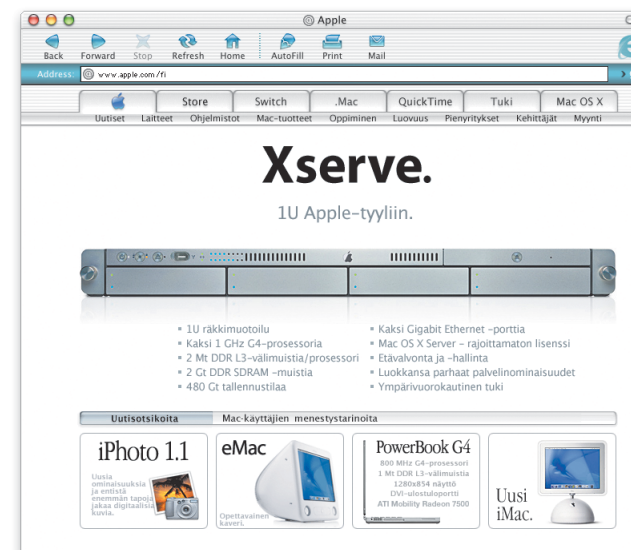 Apple
Back Forward Stop Refresh Home AutoFill Print Mail
Address: www.apple.com/fi
Store Switch .Mac QuickTime Tuki Mac OS X
Uutiset Laitteet Ohjelmistot Mac-tuotteet Oppiminen Luovuus Pienyritykset Kehittäjät Myynti
Xserve.
1U Apple-tyyliin.
1U räkkimuotoilu
Kaksi 1 GHz G4-prosessoria
2 Mt DDR L3-välimuistia/prosessori
2 Gt DDR SDRAM -muistia
480 Gt tallennustilaa
Kaksi Gigabit Ethernet -porttia
Mac OS X Server - rajoittamaton lisenssi
Etävalvonta ja -hallinta
Luokkansa parhaat palvelinominaisuudet
Ympärivuorokautinen tuki
Uutisotsikoita Mac-käyttäjien menestystarinoita
iPhoto 1.1
Uusia
ominaisuuksia
ja entistä
enemmän tapoja
jakaa digitaalisia
kuvia.
eMac
Opettavainen
kaveri.
PowerBook G4
800 MHz G4-prosessori
1 Mt DDR L3-välimuistia
1280x854 näyttö
DVI-ulostuloportti
ATI Mobility Radeon 7500
Uusi
iMac.